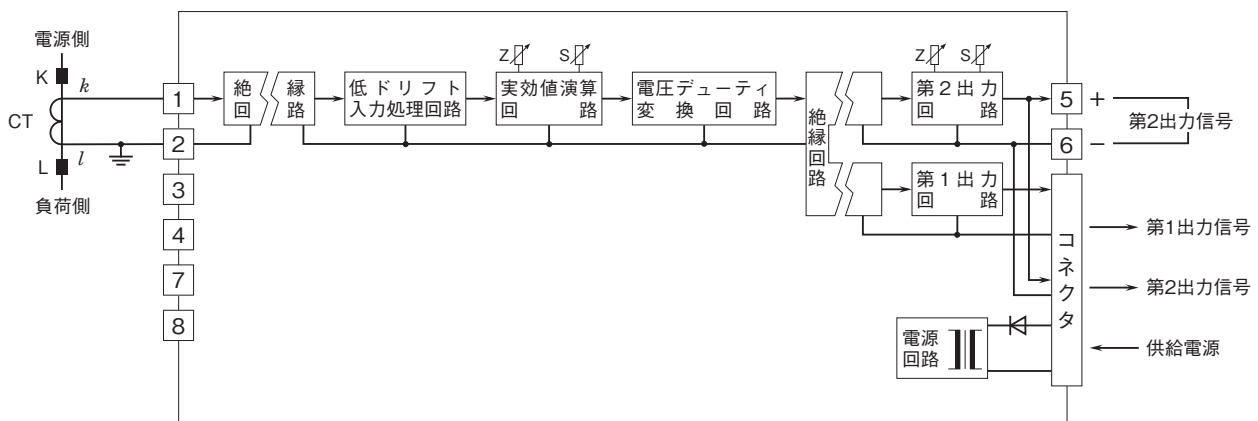 電源側
K
k
CT
l
L
負荷側
1
2
3
4
7
8
絶縁
回路
低ドリフト
入力処理回路
Z
S
実効値演算
回路
電圧デューティ
変換回路
絶縁回路
Z
S
第2出力
回路
第1出力
回路
電源
回路
5
+
6
−
第2出力信号
コネクタ
第1出力信号
第2出力信号
供給電源